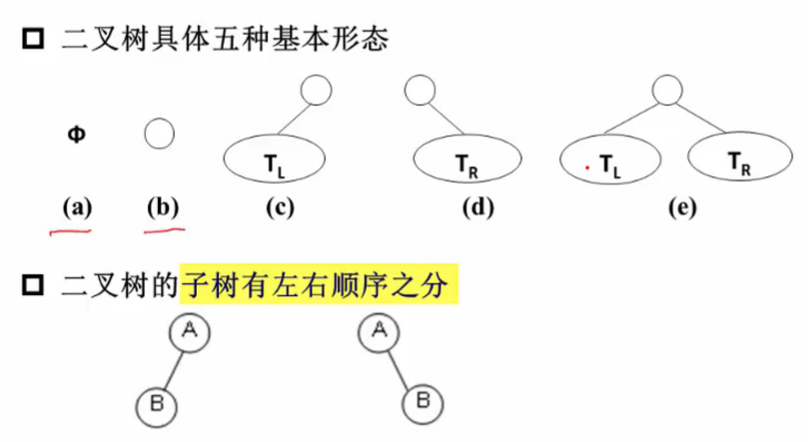 二叉树具体五种基本形态
Φ T_L T_R T_L T_R
(a) (b) (c) (d) (e)
二叉树的子树有左右顺序之分
A A
B B